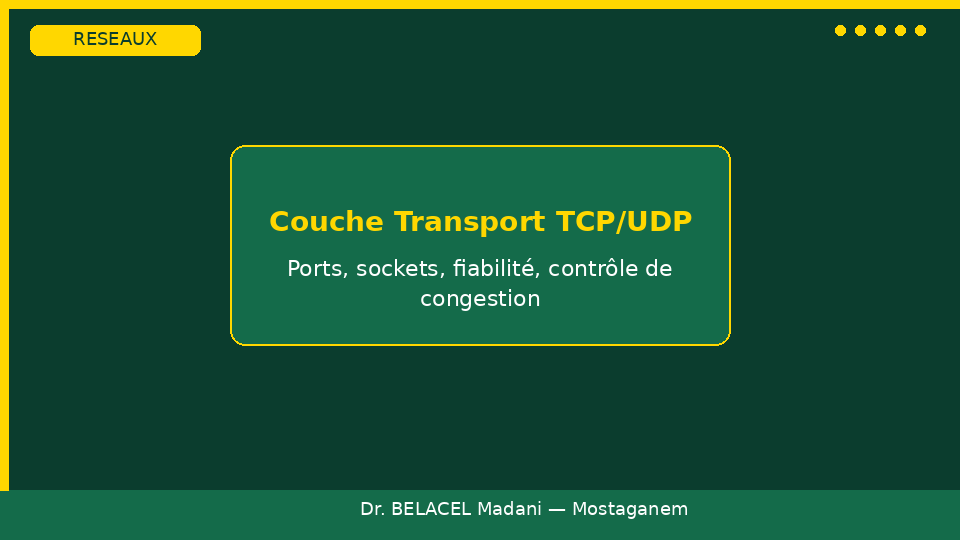 RESEAUX
Couche Transport TCP/UDP
Ports, sockets, fiabilité, contrôle de
congestion
Dr. BELACEL Madani — Mostaganem